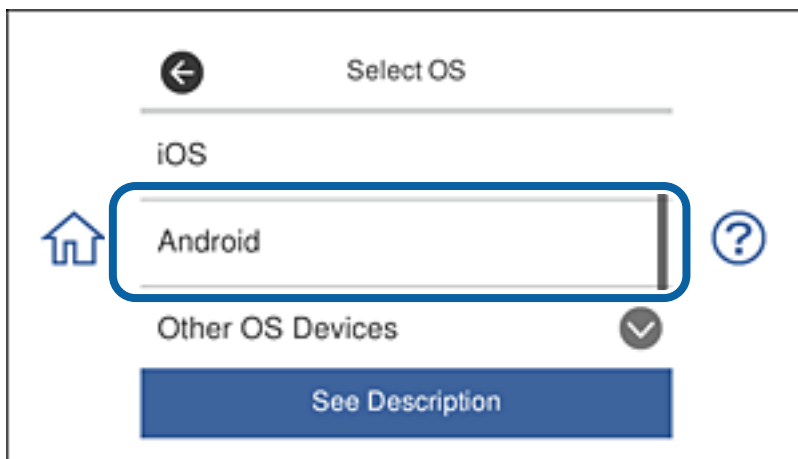 Select OS
iOS
Android
?
Other OS Devices
See Description